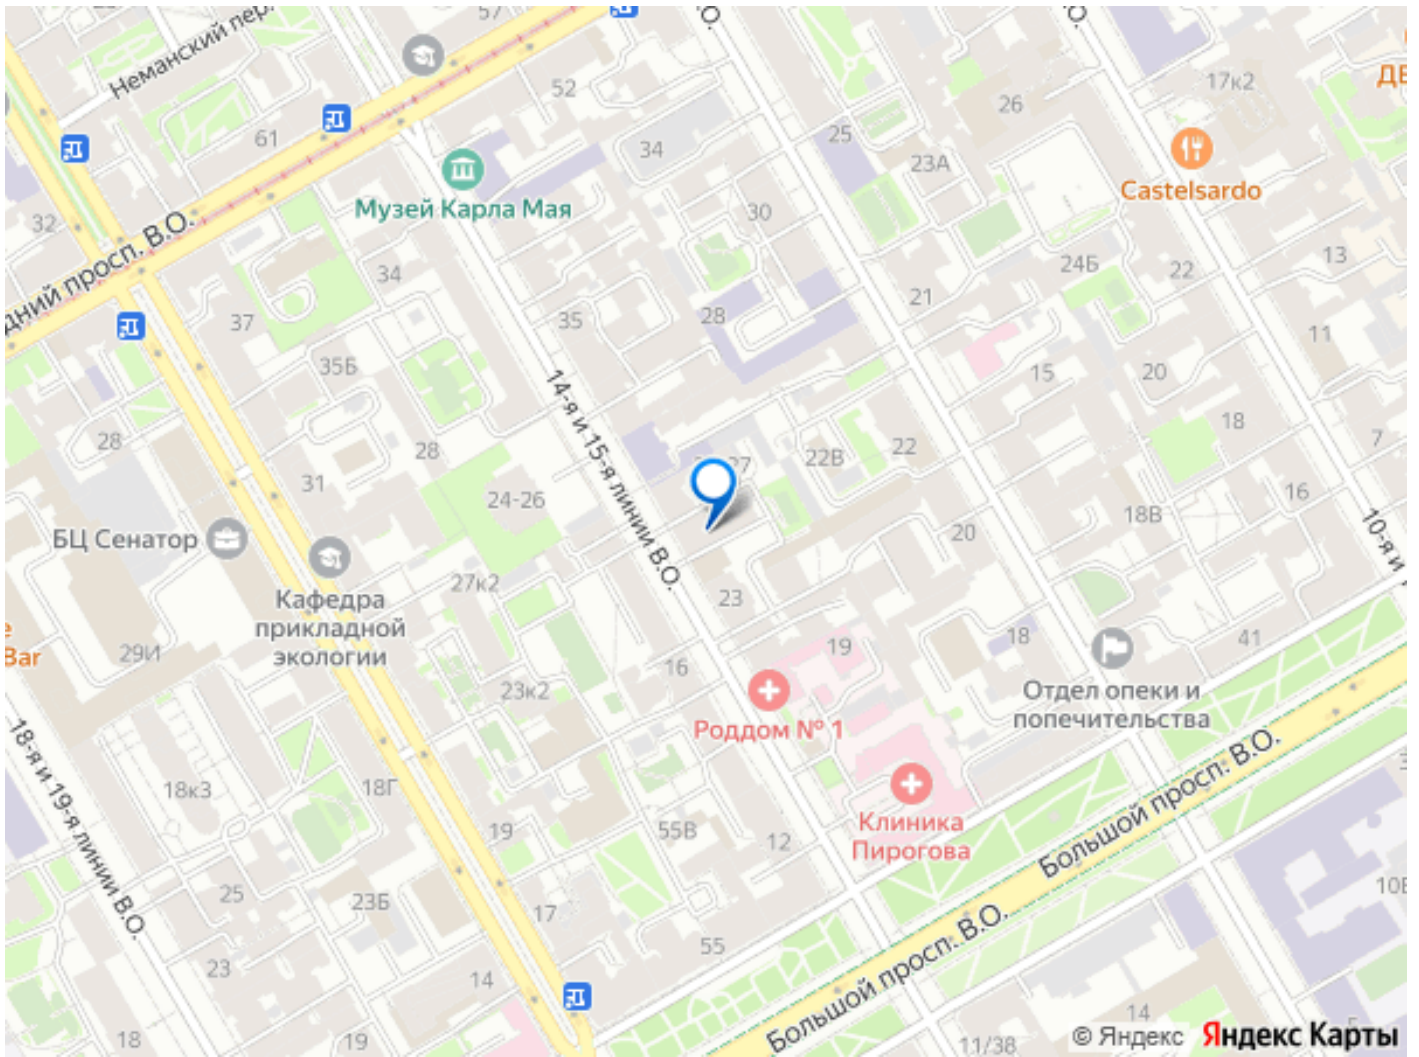 57
Неманский пер
52
61
34
25
26
17к2
23А
Castelsardo
Музей Карла Мая
32
30
34
24Б
22
13
дний просп. В.О.
37
35
28
21
11
35Б
15
20
14-я и 15-я линии В.О.
28
28
22В
22
18
7
31
24-26
16
18В
10-я и
БЦ Сенатор
20
27к2
23
Кафедра
прикладной
экологии
Bar
29И
16
19
18
41
23к2
Отдел опеки и
попечительства
Роддом № 1
18-я и 19-я линии В.О.
18к3
18Г
Клиника
Пирогова
Большой просп. В.О.
19
55В
12
25
23Б
17
55
23
14
Большой просп. В.О.
18
19
11/38
14
5
© Яндекс Яндекс Карты